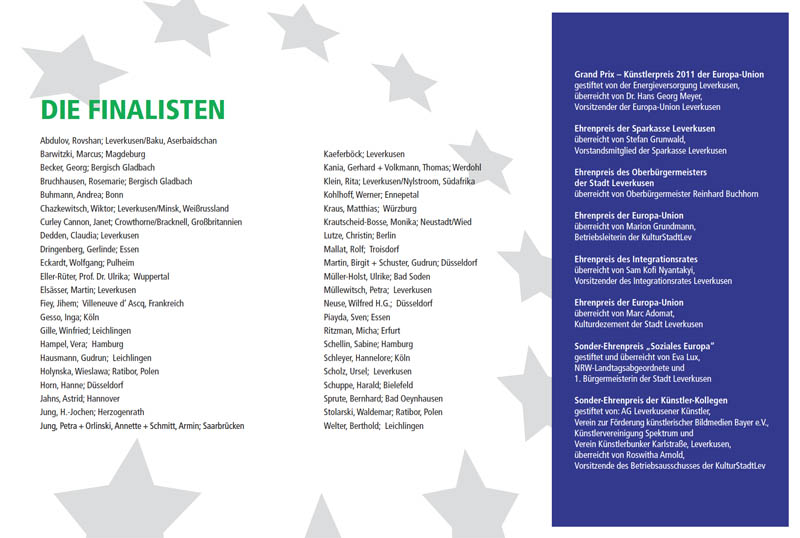 DIE FINALISTEN
Abdulov, Rovshan; Leverkusen/Baku, Aserbaidschan
Barwitzki, Marcus; Magdeburg
Becker, Georg; Bergisch Gladbach
Bruchhausen, Rosemarie; Bergisch Gladbach
Buhmann, Andrea; Bonn
Chazkewitsch, Wiktor; Leverkusen/Minsk, Weißrussland
Curley Cannon, Janet; Crowthorne/Bracknell, Großbritannien
Dedden, Claudia; Leverkusen
Dringenberg, Gerlinde; Essen
Eckardt, Wolfgang; Pulheim
Eller-Rüter, Prof. Dr. Ulrika; Wuppertal
Elsässer, Martin; Leverkusen
Fiey, Jihem; Villeneuve d' Ascq, Frankreich
Gesso, Inga; Köln
Gille, Winfried; Leichlingen
Hampel, Vera; Hamburg
Hausmann, Gudrun; Leichlingen
Holynska, Wieslawa; Ratibor, Polen
Horn, Hanne; Düsseldorf
Jahns, Astrid; Hannover
Jung, H.-Jochen; Herzogenrath
Jung, Petra + Orlinski, Annette + Schmitt, Armin; Saarbrücken
Kaeferböck; Leverkusen
Kania, Gerhard + Volkmann, Thomas; Werdohl
Klein, Rita; Leverkusen/Nylstroom, Südafrika
Kohlhoff, Werner; Ennepetal
Kraus, Matthias; Würzburg
Krautscheid-Bosse, Monika; Neustadt/Wied
Lutze, Christin; Berlin
Mallat, Rolf; Troisdorf
Martin, Birgit + Schuster, Gudrun; Düsseldorf
Müller-Holst, Ulrike; Bad Soden
Müllewitsch, Petra; Leverkusen
Neuse, Wilfred H.G.; Düsseldorf
Piayda, Sven; Essen
Ritzman, Micha; Erfurt
Schellin, Sabine; Hamburg
Schleyer, Hannelore; Köln
Scholz, Ursel; Leverkusen
Schuppe, Harald; Bielefeld
Sprute, Bernhard; Bad Oeynhausen
Stolarski, Waldemar; Ratibor, Polen
Welter, Berthold; Leichlingen
Grand Prix – Künstlerpreis 2011 der Europa-Union
gestiftet von der Energieversorgung Leverkusen,
überreicht von Dr. Hans Georg Meyer,
Vorsitzender der Europa-Union Leverkusen
Ehrenpreis der Sparkasse Leverkusen
überreicht von Stefan Grunwald,
Vorstandsmitglied der Sparkasse Leverkusen
Ehrenpreis des Oberbürgermeisters
der Stadt Leverkusen
überreicht von Oberbürgermeister Reinhard Buchhorn
Ehrenpreis der Europa-Union
überreicht von Marion Grundmann,
Betriebsleiterin der KulturStadtLev
Ehrenpreis des Integrationsrates
überreicht von Sam Kofi Nyantakyi,
Vorsitzender des Integrationsrates Leverkusen
Ehrenpreis der Europa-Union
überreicht von Marc Adomat,
Kulturdezernent der Stadt Leverkusen
Sonder-Ehrenpreis „Soziales Europa"
gestiftet und überreicht von Eva Lux,
NRW-Landtagsabgeordnete und
1. Bürgermeisterin der Stadt Leverkusen
Sonder-Ehrenpreis der Künstler-Kollegen
gestiftet von: AG Leverkusener Künstler,
Verein zur Förderung künstlerischer Bildmedien Bayer e.V.,
Künstlervereinigung Spektrum und
Verein Künstlerbunker Karlstraße, Leverkusen,
überreicht von Roswitha Arnold,
Vorsitzende des Betriebsausschusses der KulturStadtLev